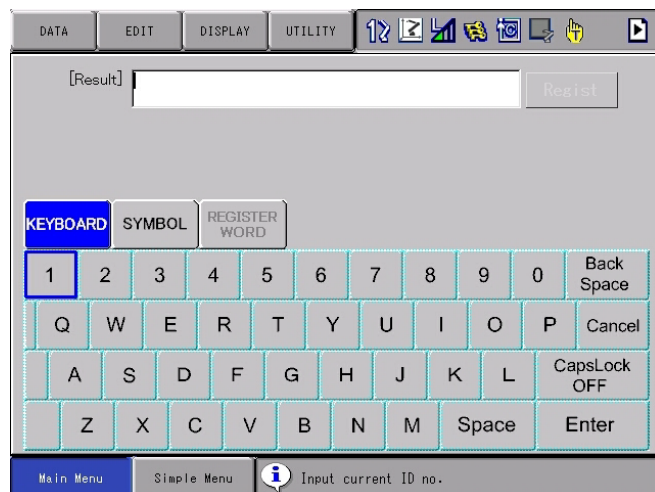 DATA EDIT DISPLAY UTILITY
[Result] Regist
KEYBOARD SYMBOL REGISTER WORD
1 2 3 4 5 6 7 8 9 0 Back Space
Q W E R T Y U I O P Cancel
A S D F G H J K L CapsLock OFF
Z X C V B N M Space Enter
Main Menu Simple Menu Input current ID no.